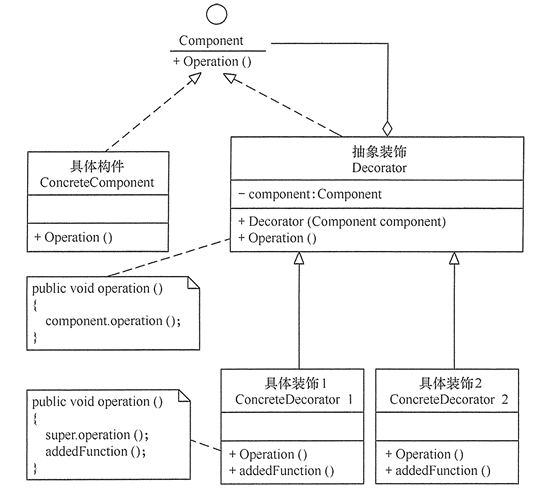 Component
+ Operation ()
具体构件
ConcreteComponent
+ Operation ()
抽象装饰
Decorator
- component:Component
+ Decorator (Component component)
+ Operation ()
public void operation ()
{
component.operation ();
}
具体装饰1
ConcreteDecorator 1
+ Operation ()
+ addedFunction ()
具体装饰2
ConcreteDecorator 2
+ Operation ()
+ addedFunction ()
public void operation ()
{
super.operation ();
addedFunction ();
}